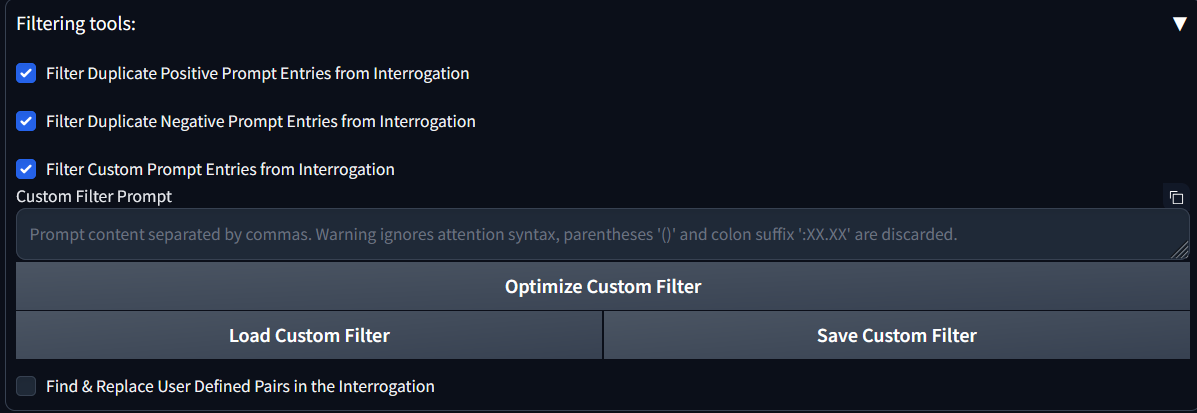 Filtering tools:
Filter Duplicate Positive Prompt Entries from Interrogation
Filter Duplicate Negative Prompt Entries from Interrogation
Filter Custom Prompt Entries from Interrogation
Custom Filter Prompt
Prompt content separated by commas. Warning ignores attention syntax, parentheses '()' and colon suffix ':XX.XX' are discarded.
Optimize Custom Filter
Load Custom Filter
Save Custom Filter
Find & Replace User Defined Pairs in the Interrogation